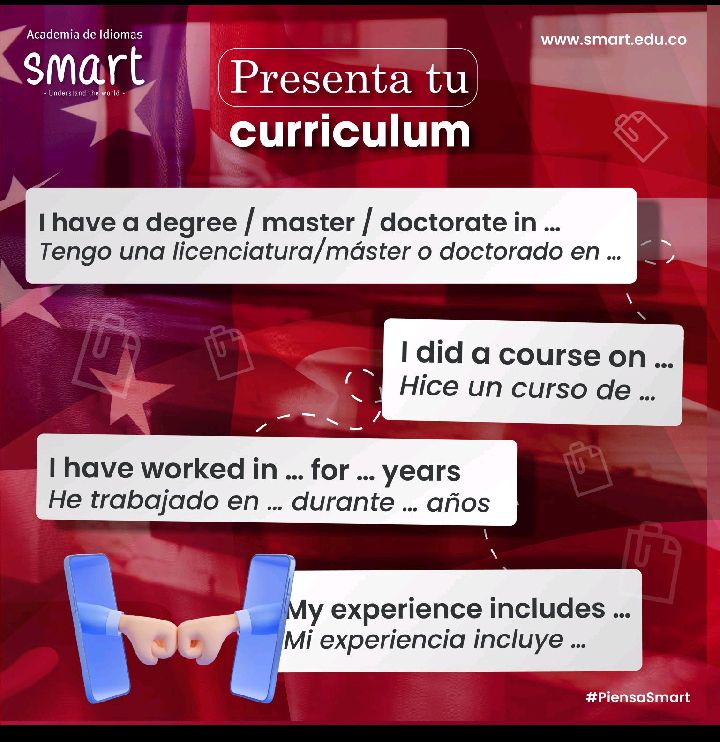 Academia de Idiomas
smart
- Understand the world -
www.smart.edu.co
Presenta tu
curriculum
I have a degree / master / doctorate in ...
Tengo una licenciatura/máster o doctorado en ...
I did a course on ...
Hice un curso de ...
I have worked in ... for ... years
He trabajado en ... durante ... años
My experience includes ...
Mi experiencia incluye ...
#PiensaSmart